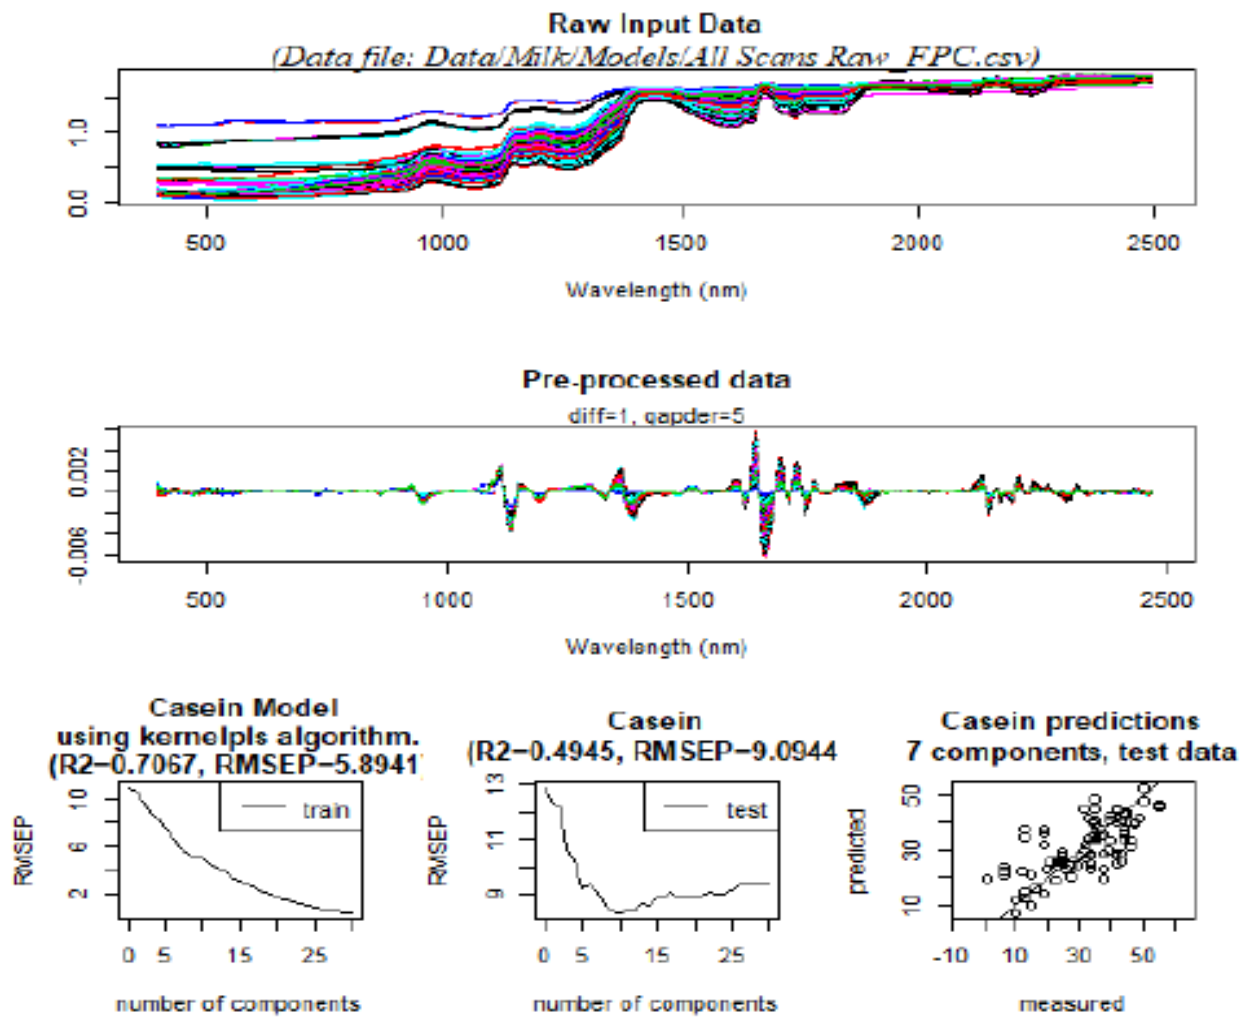 Raw Input Data
(Data file: Data/Milk/Models/All Scans Raw_FPC.csv)
0.0 1.0
500 1000 1500 2000 2500
Wavelength (nm)
Pre-processed data
diff=1, gapder=5
-0.006 0.002
500 1000 1500 2000 2500
Wavelength (nm)
Casein Model
using kernelpls algorithm.
(R2-0.7067, RMSEP-5.8941)
RMSEP
2 6 10
train
0 5 15 25
number of components
Casein
(R2-0.4945, RMSEP-9.0944
RMSEP
9 11 13
test
0 5 15 25
number of components
Casein predictions
7 components, test data
predicted
10 30 50
-10 10 30 50
measured